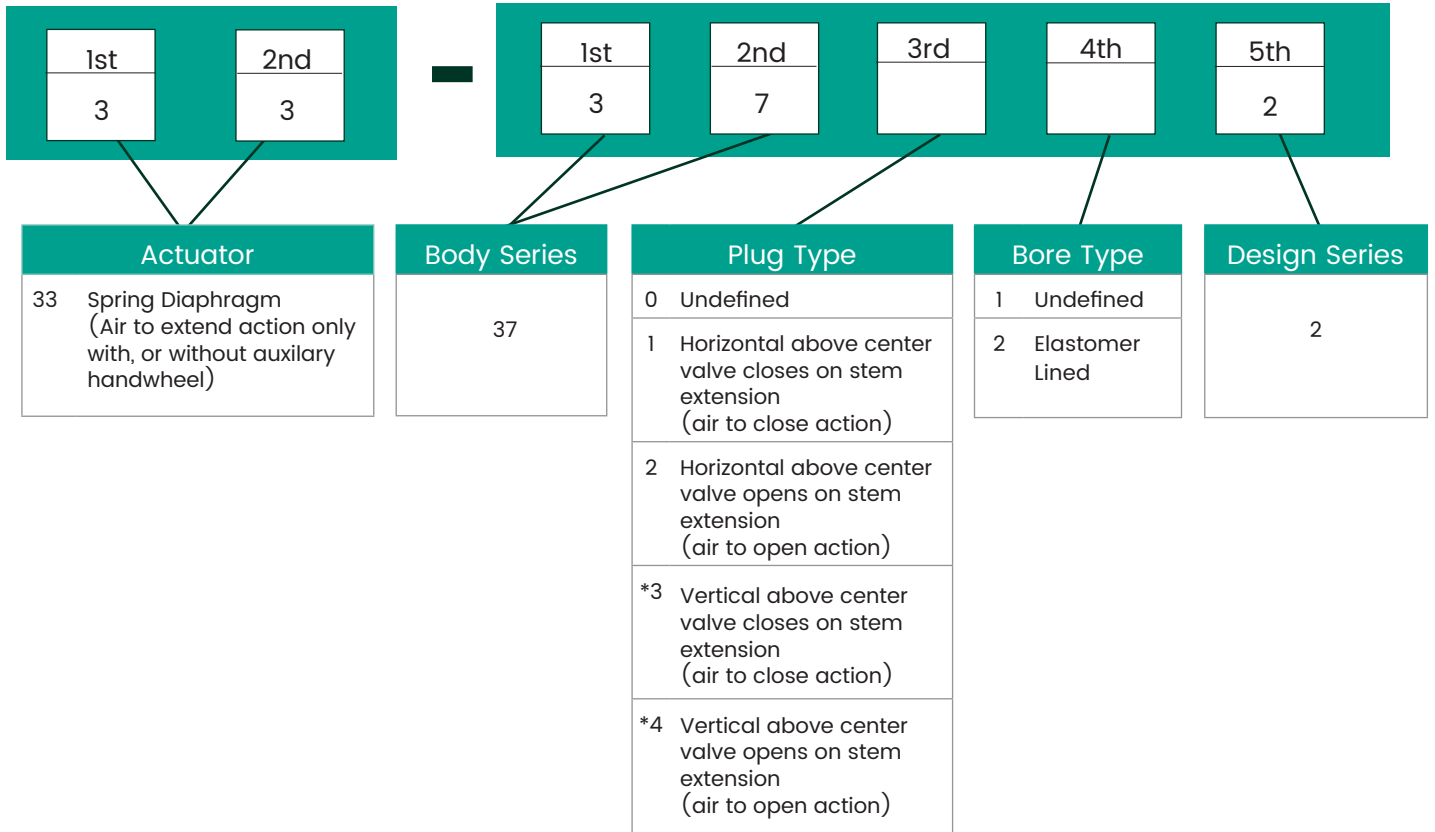 1st
3
2nd
3
-
1st
3
2nd
7
3rd
4th
5th
2
Actuator
33 Spring Diaphragm
(Air to extend action only
with, or without auxilary
handwheel)
Body Series
37
Plug Type
0 Undefined
1 Horizontal above center
valve closes on stem
extension
(air to close action)
2 Horizontal above center
valve opens on stem
extension
(air to open action)
*3 Vertical above center
valve closes on stem
extension
(air to close action)
*4 Vertical above center
valve opens on stem
extension
(air to open action)
Bore Type
1 Undefined
2 Elastomer
Lined
Design Series
2